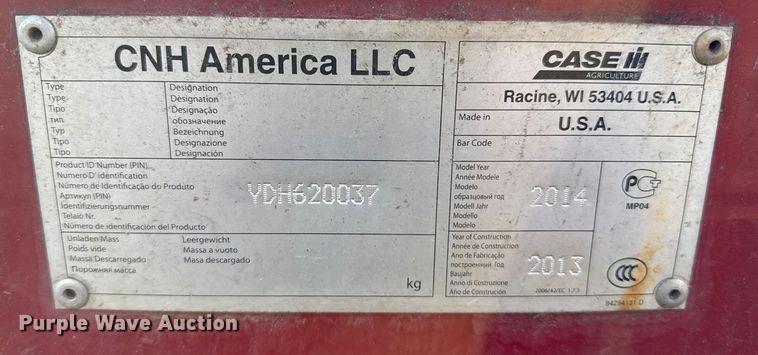 CNH America LLC
Type Designation
Type. Désignation
Tipo Designação
тип обозначение
Typ Bezeichnung
Tipo Designazione
Tipo Designación
Product ID Number (PIN)
Numéro D' identification
Número de Identificação do Produto
Артикул (PIN)
Identifizierungsnummer
Telaio Nr.
Número de identificación del Producto
YDH620037
Unladen Mass Leergewicht
Poids vide Massa a vuoto
Massa Descarregado Masa descargado
Порожняя масса
kg
CASE IH
AGRICULTURE
Racine, WI 53404 U.S.A.
Made in
U.S.A.
Bar Code
Model Year
Année Modele
Modelo
образцовый год
Modell Jahr
Modello
Modelo
2014
MP04
Year of Construction
Année de Construction
Ano de Fabricação
построенный Год
Baujahr
Anno di Costruzione
Año de Construción
2013
2006/42/EC 1.7.3
CCC
84294131 D
Purple Wave Auction